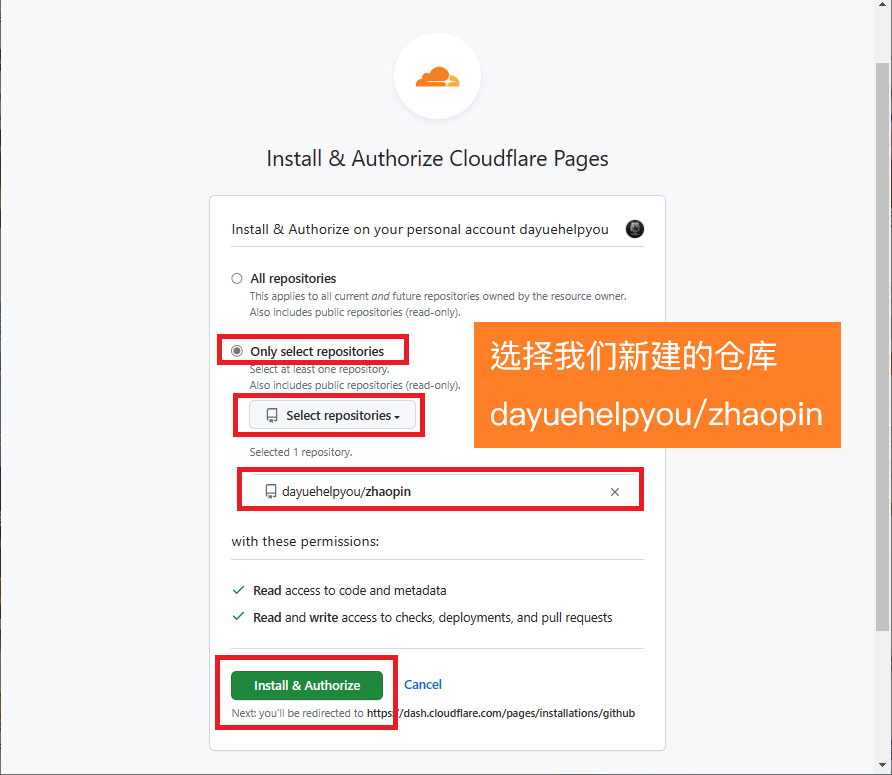 Install & Authorize Cloudflare Pages
Install & Authorize on your personal account dayuehelpyou
All repositories
This applies to all current and future repositories owned by the resource owner.
Also includes public repositories (read-only).
Only select repositories
Select at least one repository.
Also includes public repositories (read-only).
Select repositories
Selected 1 repository.
选择我们新建的仓库
dayuehelpyou/zhaopin
dayuehelpyou/zhaopin
with these permissions:
Read access to code and metadata
Read and write access to checks, deployments, and pull requests
Install & Authorize Cancel
Next: you'll be redirected to https://dash.cloudflare.com/pages/installations/github